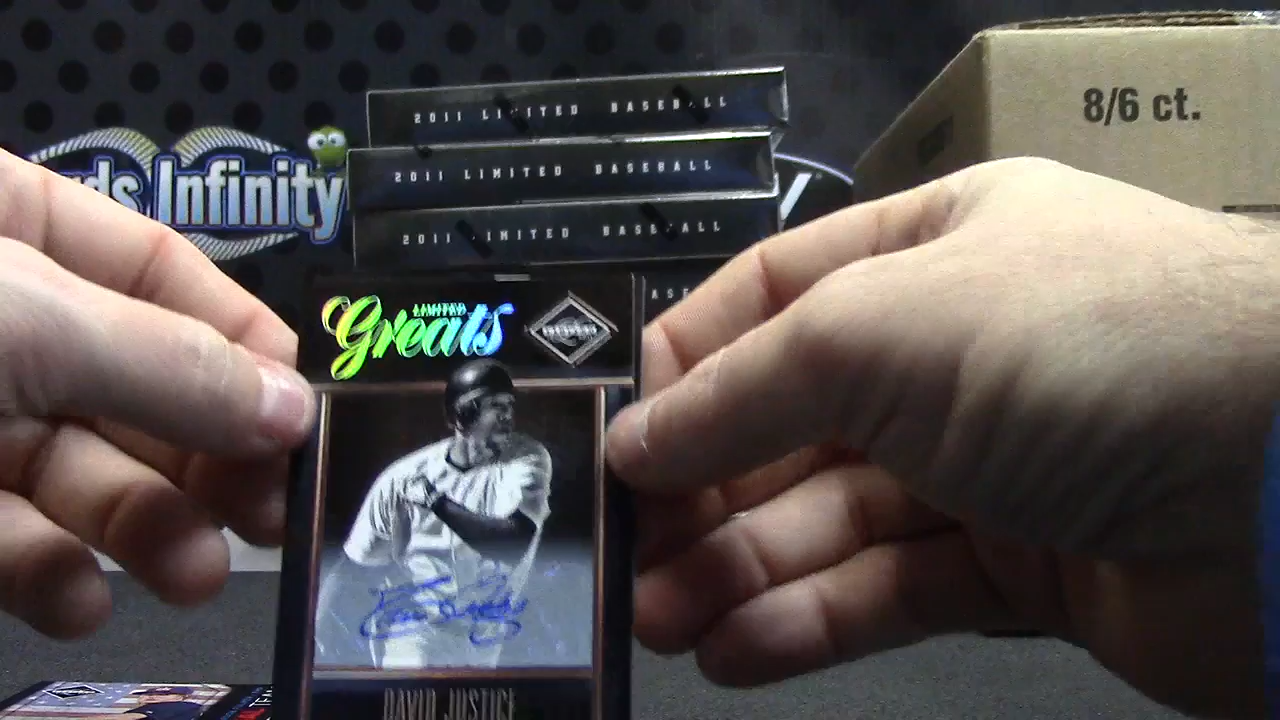 8/6 ct.
2011 LIMITED BASEBALL
2011 LIMITED BASEBALL
2011 LIMITED BASEBALL
Infinity
LIMITED
Greats
DAVID JUSTICE